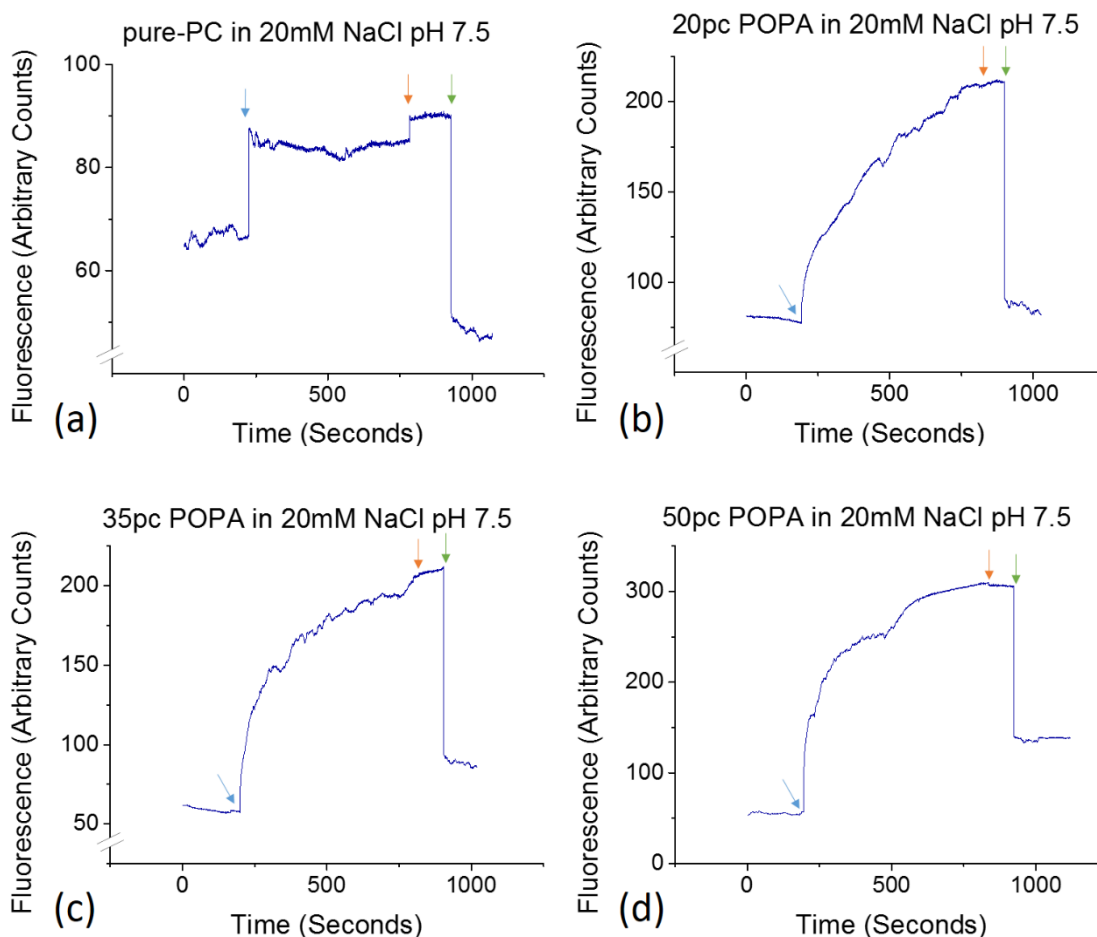 pure-PC in 20mM NaCl pH 7.5
Fluorescence (Arbitrary Counts)
100
80
60
0
500
1000
Time (Seconds)
(a)
20pc POPA in 20mM NaCl pH 7.5
Fluorescence (Arbitrary Counts)
200
150
100
0
500
1000
Time (Seconds)
(b)
35pc POPA in 20mM NaCl pH 7.5
Fluorescence (Arbitrary Counts)
200
150
100
50
0
500
1000
Time (Seconds)
(c)
50pc POPA in 20mM NaCl pH 7.5
Fluorescence (Arbitrary Counts)
300
200
100
0
0
500
1000
Time (Seconds)
(d)